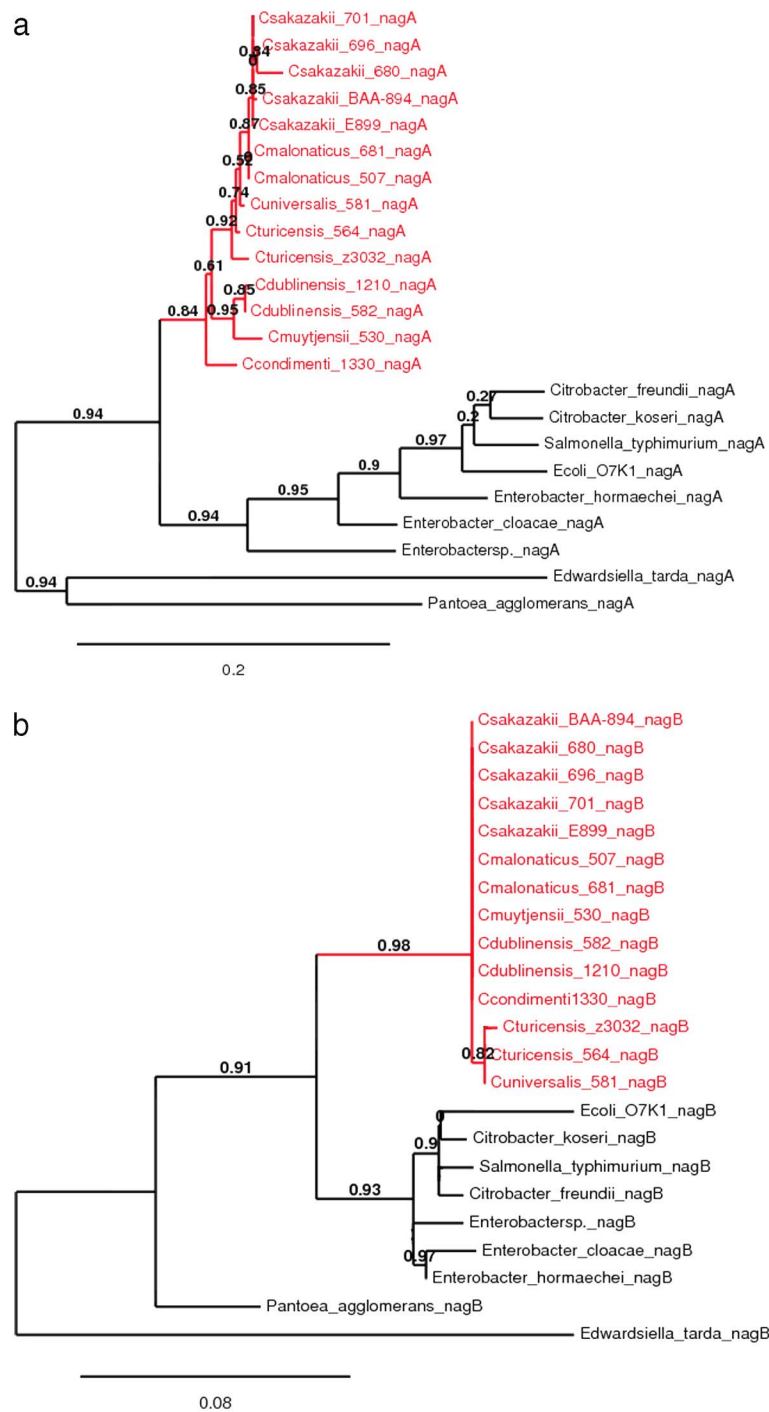 a
Csakazakii_701_nagA
Csakazakii_696_nagA
0.84
0
Csakazakii_680_nagA
0.85
Csakazakii_BAA-894_nagA
0.87
Csakazakii_E899_nagA
Cmalonaticus_681_nagA
0
0.52
Cmalonaticus_507_nagA
0.74
Cuniversalis_581_nagA
0.92
Cturicensis_564_nagA
Cturicensis_z3032_nagA
0.61
Cdublinensis_1210_nagA
0.85
0.84
0.95
Cdublinensis_582_nagA
Cmuytjensii_530_nagA
Ccondimenti_1330_nagA
Citrobacter_freundii_nagA
0.27
0.94
0.2
Citrobacter_koseri_nagA
0.97
Salmonella_typhimurium_nagA
0.9
Ecoli_O7K1_nagA
0.95
Enterobacter_hormaechei_nagA
0.94
Enterobacter_cloacae_nagA
Enterobactersp._nagA
0.94
Edwardsiella_tarda_nagA
Pantoea_agglomerans_nagA
0.2
b
Csakazakii_BAA-894_nagB
Csakazakii_680_nagB
Csakazakii_696_nagB
Csakazakii_701_nagB
Csakazakii_E899_nagB
Cmalonaticus_507_nagB
Cmalonaticus_681_nagB
Cmuytjensii_530_nagB
0.98
Cdublinensis_582_nagB
Cdublinensis_1210_nagB
Ccondimenti1330_nagB
Cturicensis_z3032_nagB
0.82
Cturicensis_564_nagB
0.91
Cuniversalis_581_nagB
Ecoli_O7K1_nagB
0
0.9
Citrobacter_koseri_nagB
Salmonella_typhimurium_nagB
0.93
Citrobacter_freundii_nagB
Enterobactersp._nagB
0.97
Enterobacter_cloacae_nagB
Enterobacter_hormaechei_nagB
Pantoea_agglomerans_nagB
Edwardsiella_tarda_nagB
0.08